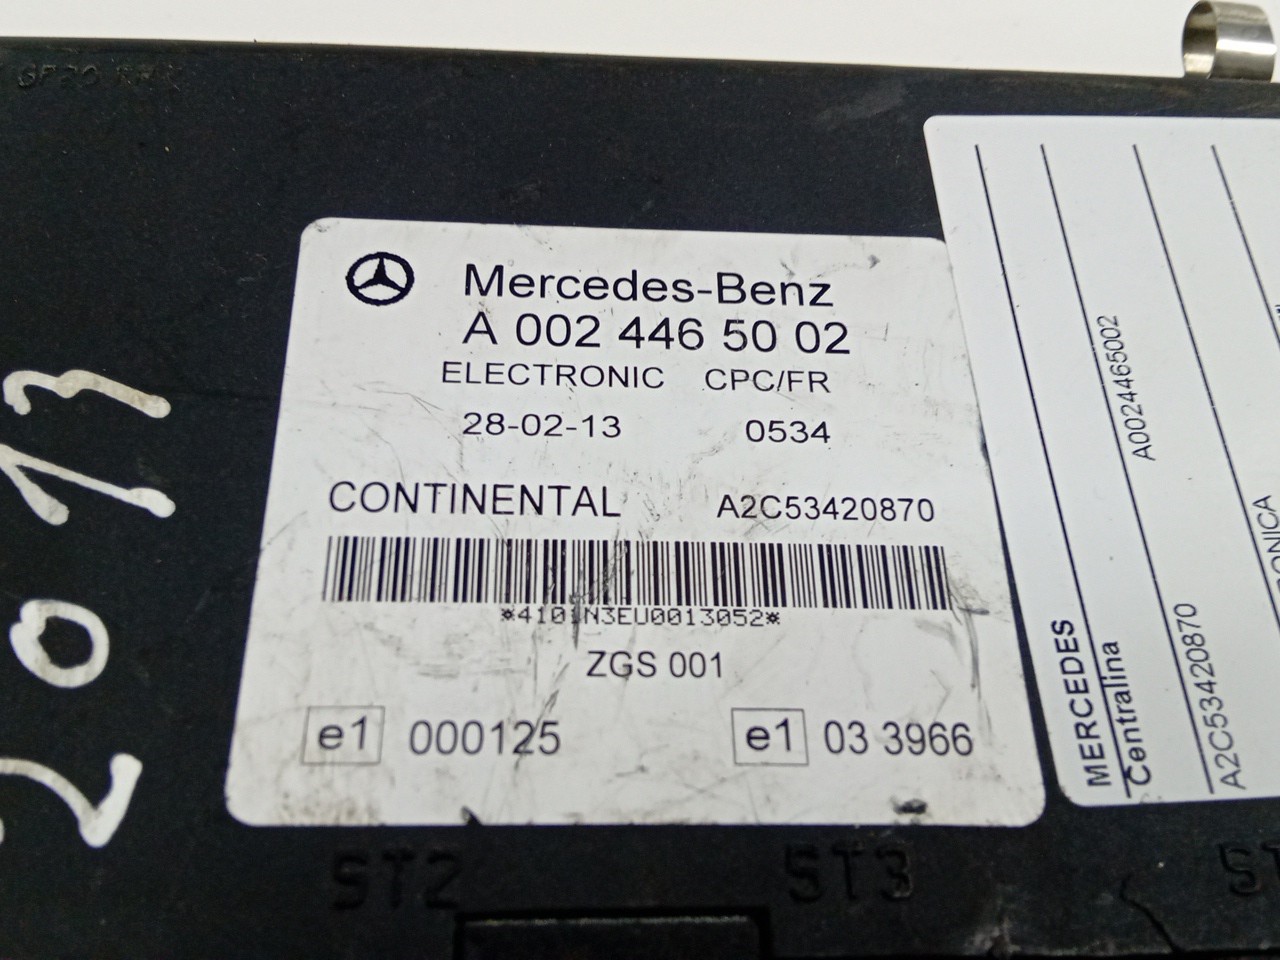 Mercedes-Benz
A 002 446 50 02
ELECTRONIC CPC/FR
28-02-13 0534
CONTINENTAL A2C53420870
*4101N3EU0013052*
ZGS 001
e1 000125 e1 03 3966
ST2 ST3
2013
MERCEDES
Centralina A0024465002
A2C53420870